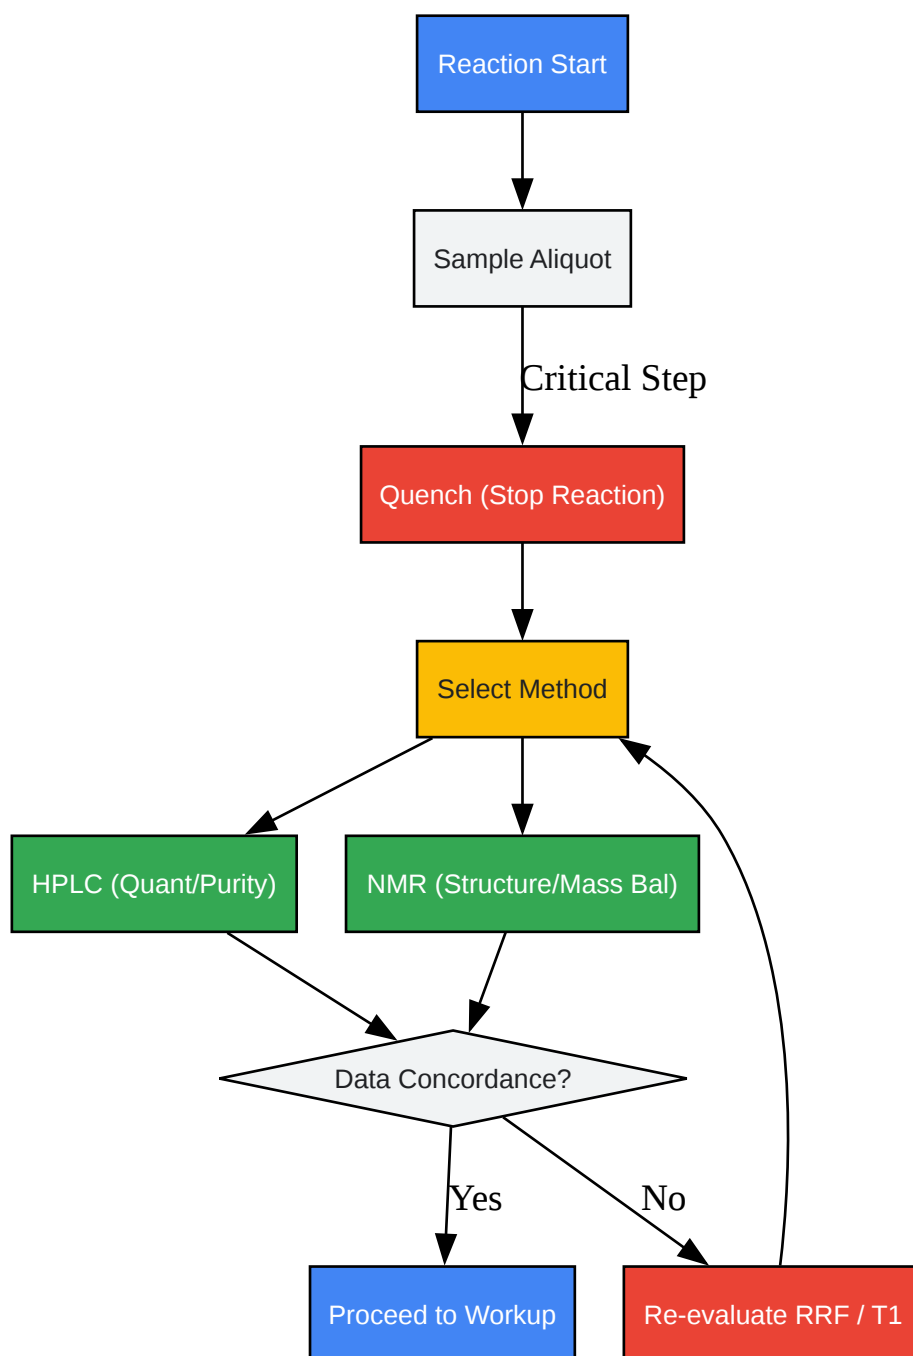 Reaction Start
Sample Aliquot
Critical Step
Quench (Stop Reaction)
Select Method
HPLC (Quant/Purity)
NMR (Structure/Mass Bal)
Data Concordance?
Yes
No
Proceed to Workup
Re-evaluate RRF / T1